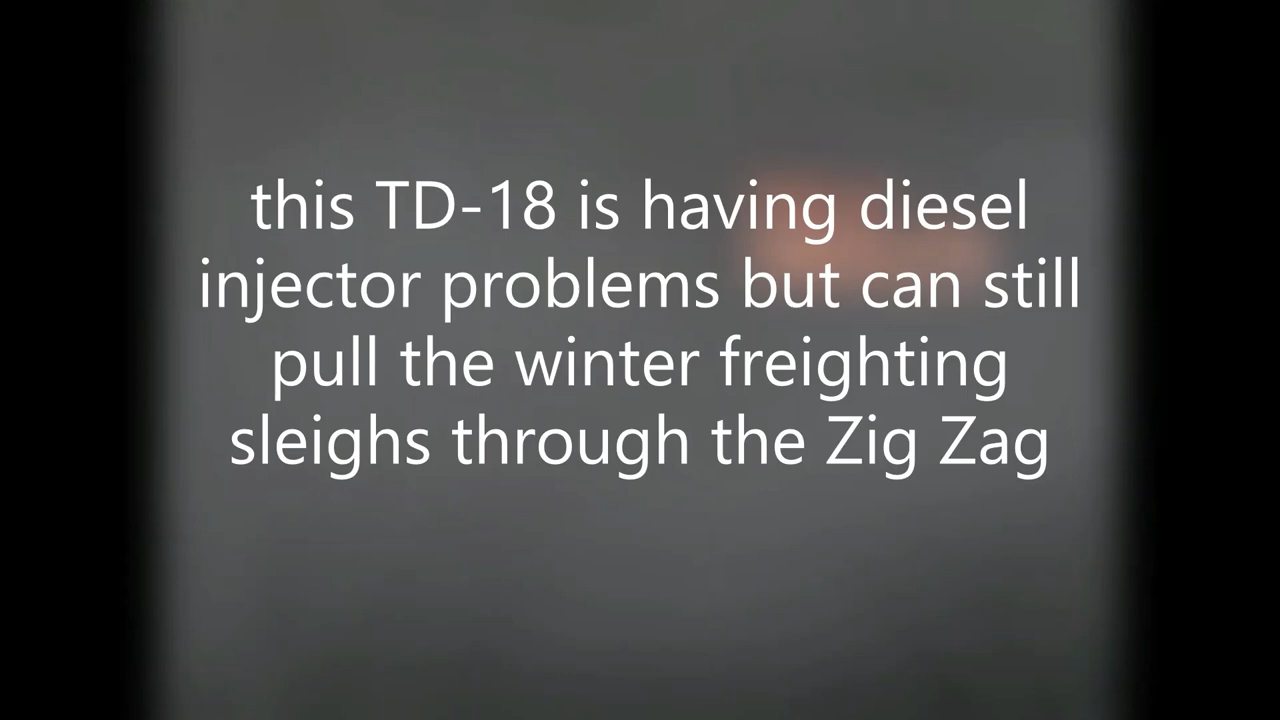 this TD-18 is having diesel
injector problems but can still
pull the winter freighting
sleighs through the Zig Zag